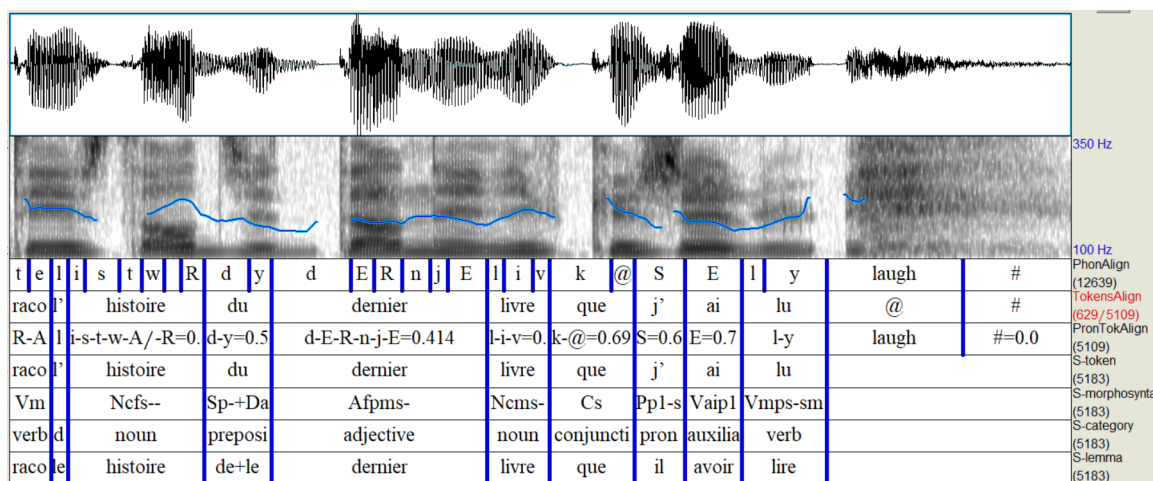 350 Hz
100 Hz
t e l i s t w R d y d E R n j E l i v k @ S E l y laugh # PhonAlign (12639)
raco l' histoire du dernier livre que j' ai lu @ # TokensAlign (629/5109)
R-A l i-s-t-w-A/-R=0. d-y=0.5 d-E-R-n-j-E=0.414 l-i-v=0. k-@=0.69 S=0.6 E=0.7 l-y laugh #=0.0 PronTokAlign (5109)
raco l' histoire du dernier livre que j' ai lu S-token (5183)
Vm Ncfs-- Sp-+Da Afpms- Ncms- Cs Pp1-s Vaip1 Vmps-sm S-morphosynta (5183)
verb d noun preposi adjective noun conjuncti pron auxilia verb S-category (5183)
raco le histoire de+le dernier livre que il avoir lire S-lemma (5183)